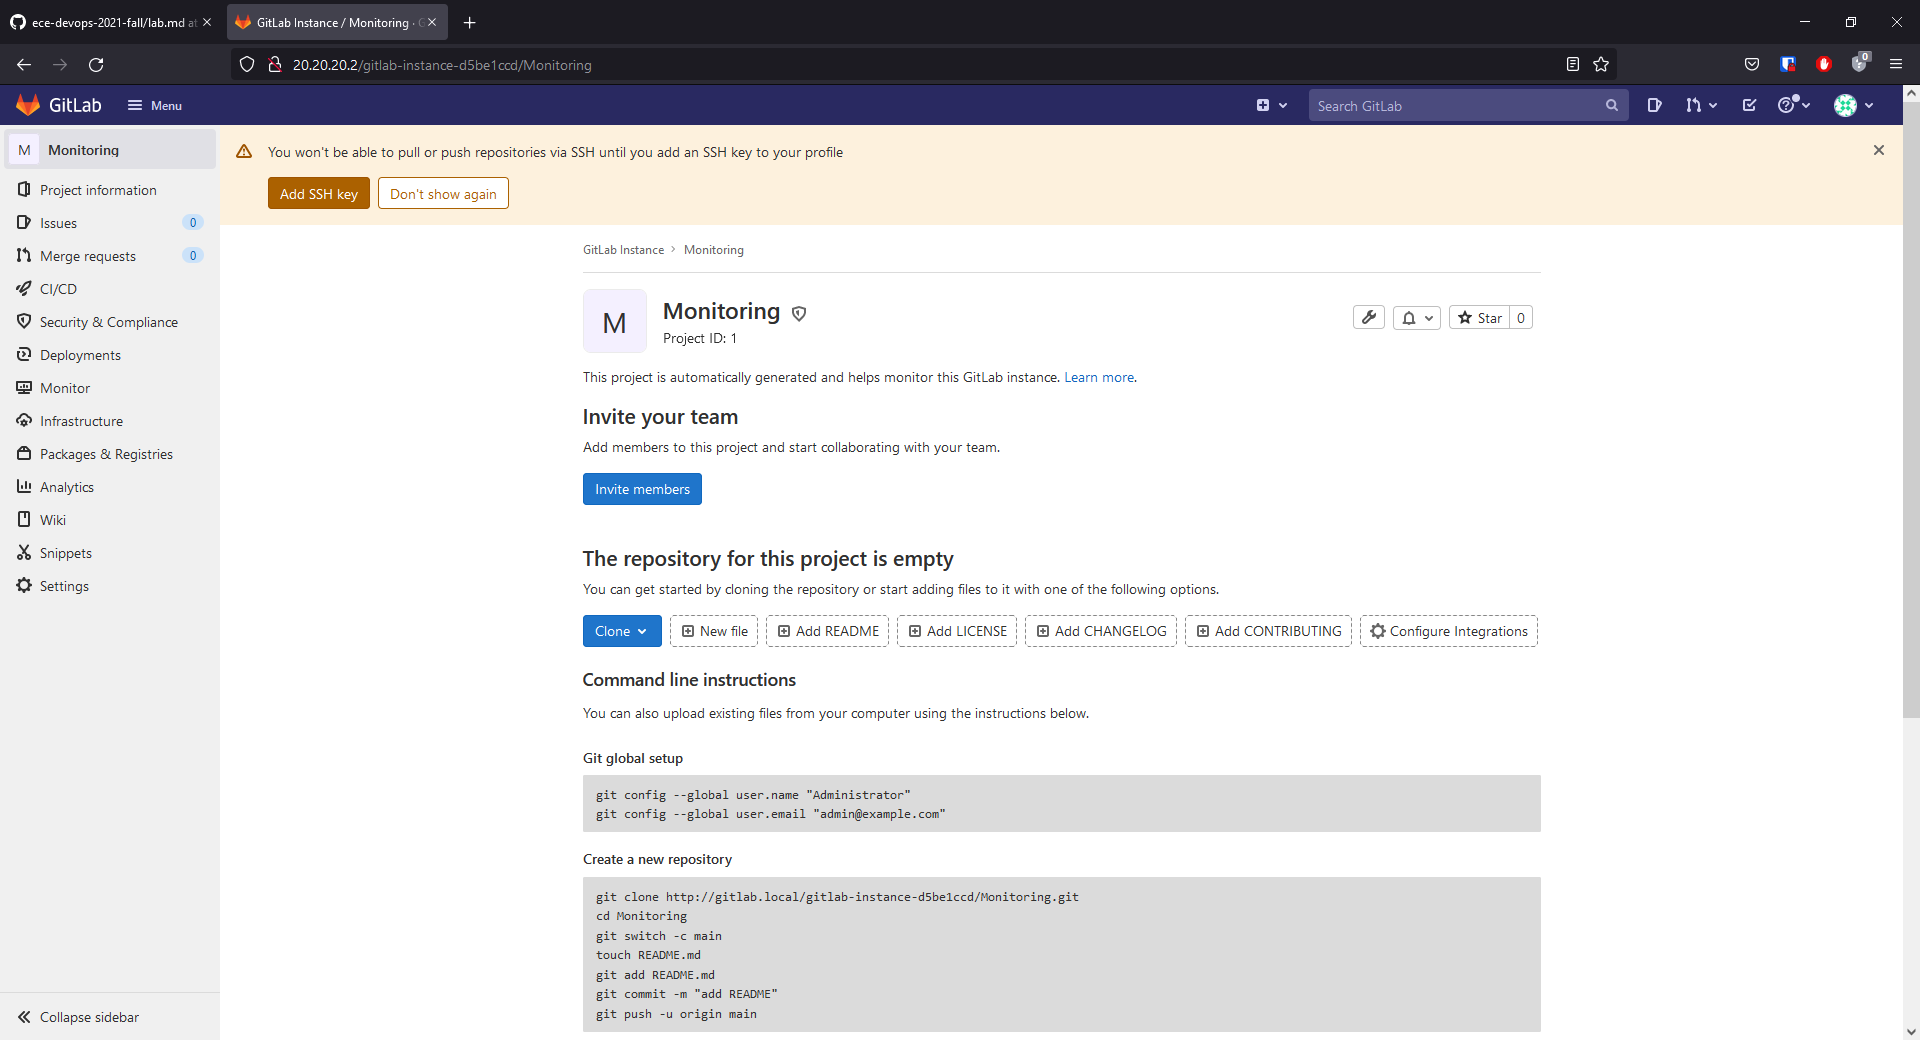 ece-devops-2021-fall/lab.md at
GitLab Instance / Monitoring · G
20.20.20.2/gitlab-instance-d5be1ccd/Monitoring
0
GitLab
Menu
Search GitLab
M Monitoring
Project information
Issues 0
Merge requests 0
CI/CD
Security & Compliance
Deployments
Monitor
Infrastructure
Packages & Registries
Analytics
Wiki
Snippets
Settings
Collapse sidebar
You won't be able to pull or push repositories via SSH until you add an SSH key to your profile
Add SSH key Don't show again
GitLab Instance Monitoring
M
Monitoring
Project ID: 1
Star 0
This project is automatically generated and helps monitor this GitLab instance. Learn more.
Invite your team
Add members to this project and start collaborating with your team.
Invite members
The repository for this project is empty
You can get started by cloning the repository or start adding files to it with one of the following options.
Clone New file Add README Add LICENSE Add CHANGELOG Add CONTRIBUTING Configure Integrations
Command line instructions
You can also upload existing files from your computer using the instructions below.
Git global setup
git config --global user.name "Administrator"
git config --global user.email "admin@example.com"
Create a new repository
git clone http://gitlab.local/gitlab-instance-d5be1ccd/Monitoring.git
cd Monitoring
git switch -c main
touch README.md
git add README.md
git commit -m "add README"
git push -u origin main